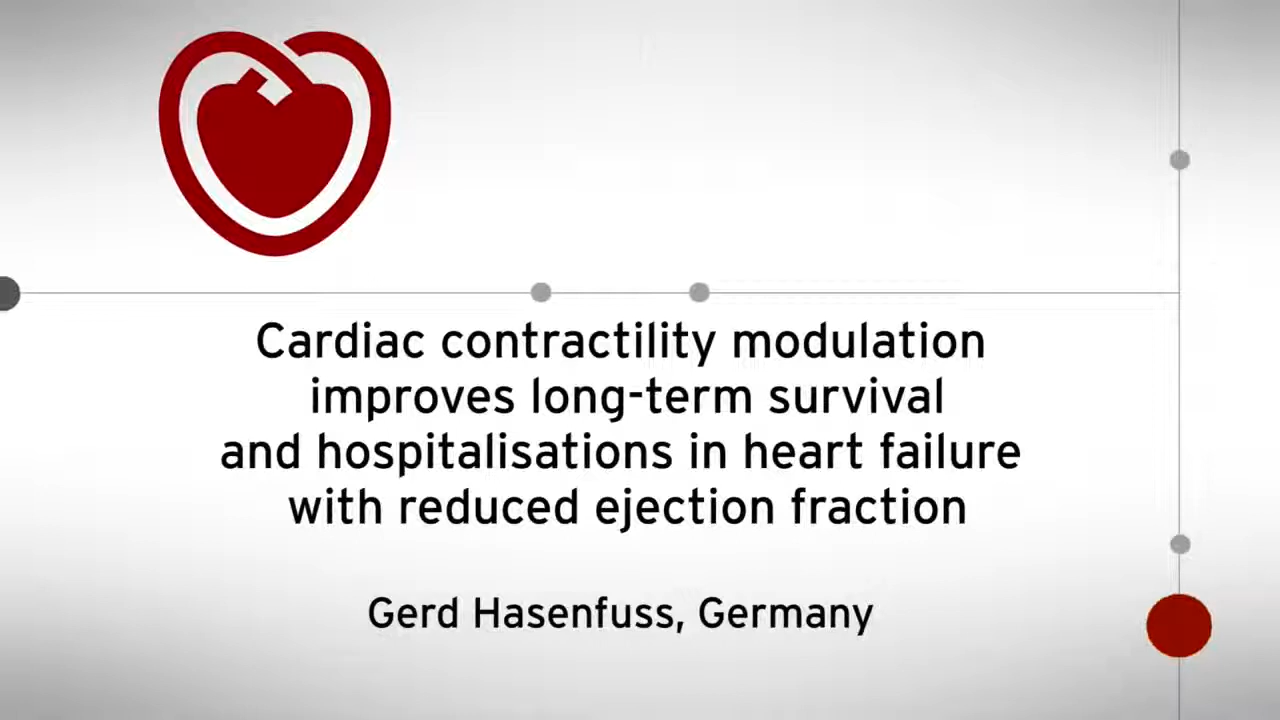 Cardiac contractility modulation
improves long-term survival
and hospitalisations in heart failure
with reduced ejection fraction
Gerd Hasenfuss, Germany